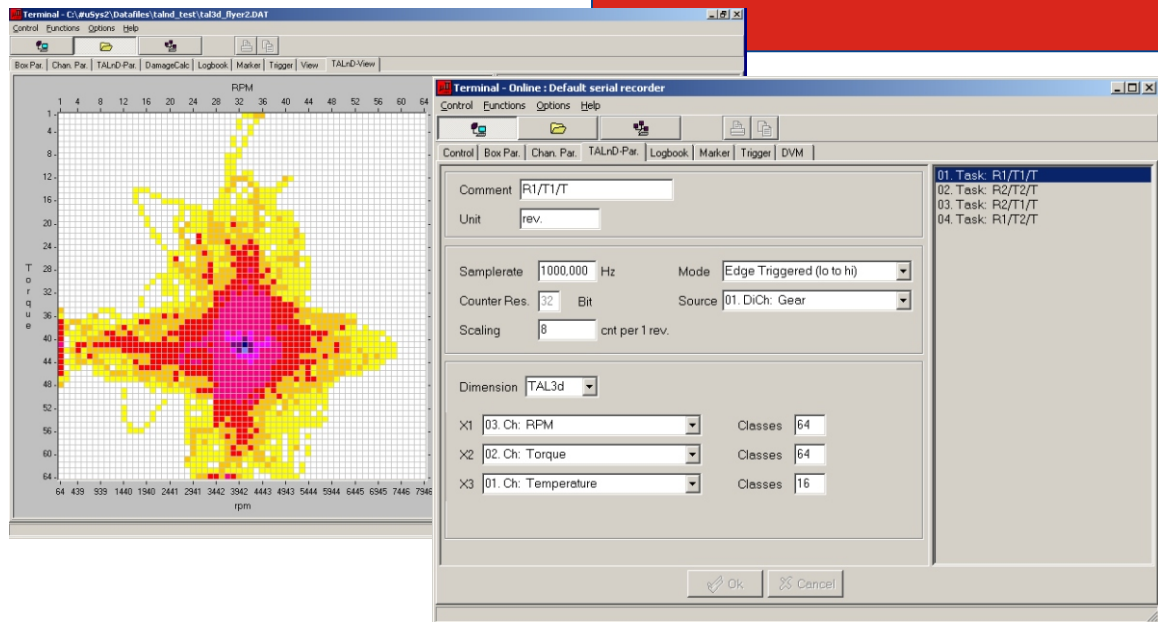 Terminal - C:\#uSys2\Datafiles\talnd_test\tal3d_flyer2.DAT
Control Functions Options Help
Box Par. Chan. Par. TALnD-Par. DamageCalc Logbook Marker Trigger View TALnD-View
RPM
1 4 8 12 16 20 24 28 32 36 40 44 48 52 56 60 64
1
4
8
12
16
20
24
28
32
36
40
44
48
52
56
60
64
Torque
64 439 939 1440 1940 2441 2941 3442 3942 4443 4943 5444 5944 6445 6945 7446 7946
rpm
Terminal - Online : Default serial recorder
Control Functions Options Help
Control Box Par. Chan. Par. TALnD-Par. Logbook Marker Trigger DVM
Comment R1/T1/T
Unit rev.
Samplerate 1000,000 Hz Mode Edge Triggered (lo to hi)
Counter Res. 32 Bit Source 01. DiCh: Gear
Scaling 8 cnt per 1 rev.
Dimension TAL3d
X1 03. Ch: RPM Classes 64
X2 02. Ch: Torque Classes 64
X3 01. Ch: Temperature Classes 16
01. Task: R1/T1/T
02. Task: R2/T2/T
03. Task: R2/T1/T
04. Task: R1/T2/T
Ok Cancel